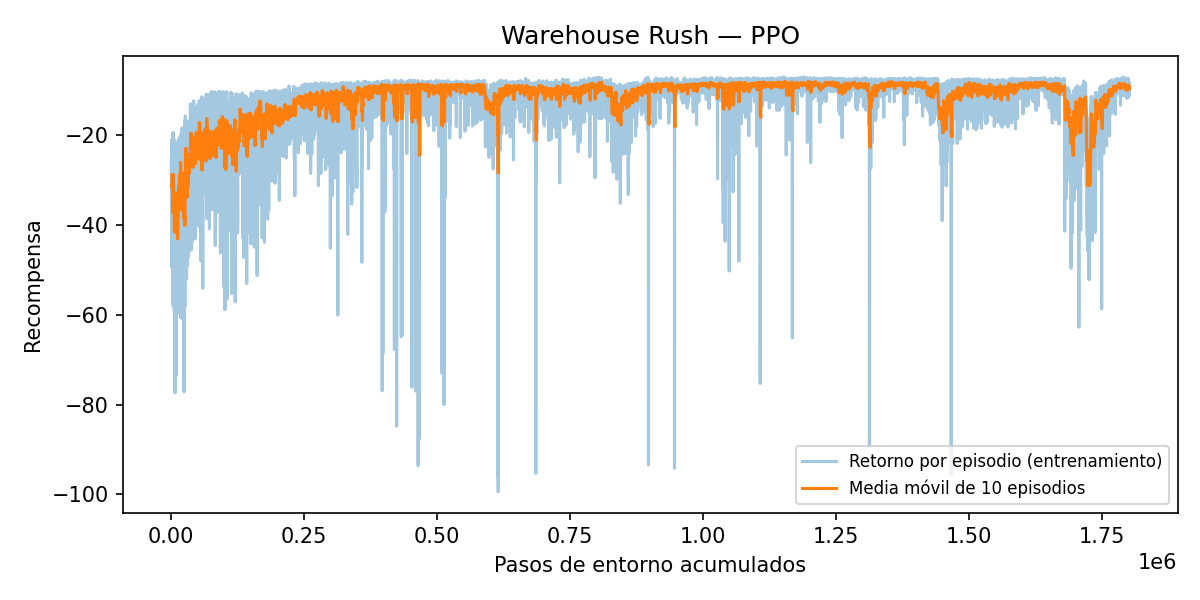 Warehouse Rush — PPO
Recompensa
−20
−40
−60
−80
−100
0.00 0.25 0.50 0.75 1.00 1.25 1.50 1.75
1e6
Pasos de entorno acumulados
Retorno por episodio (entrenamiento)
Media móvil de 10 episodios